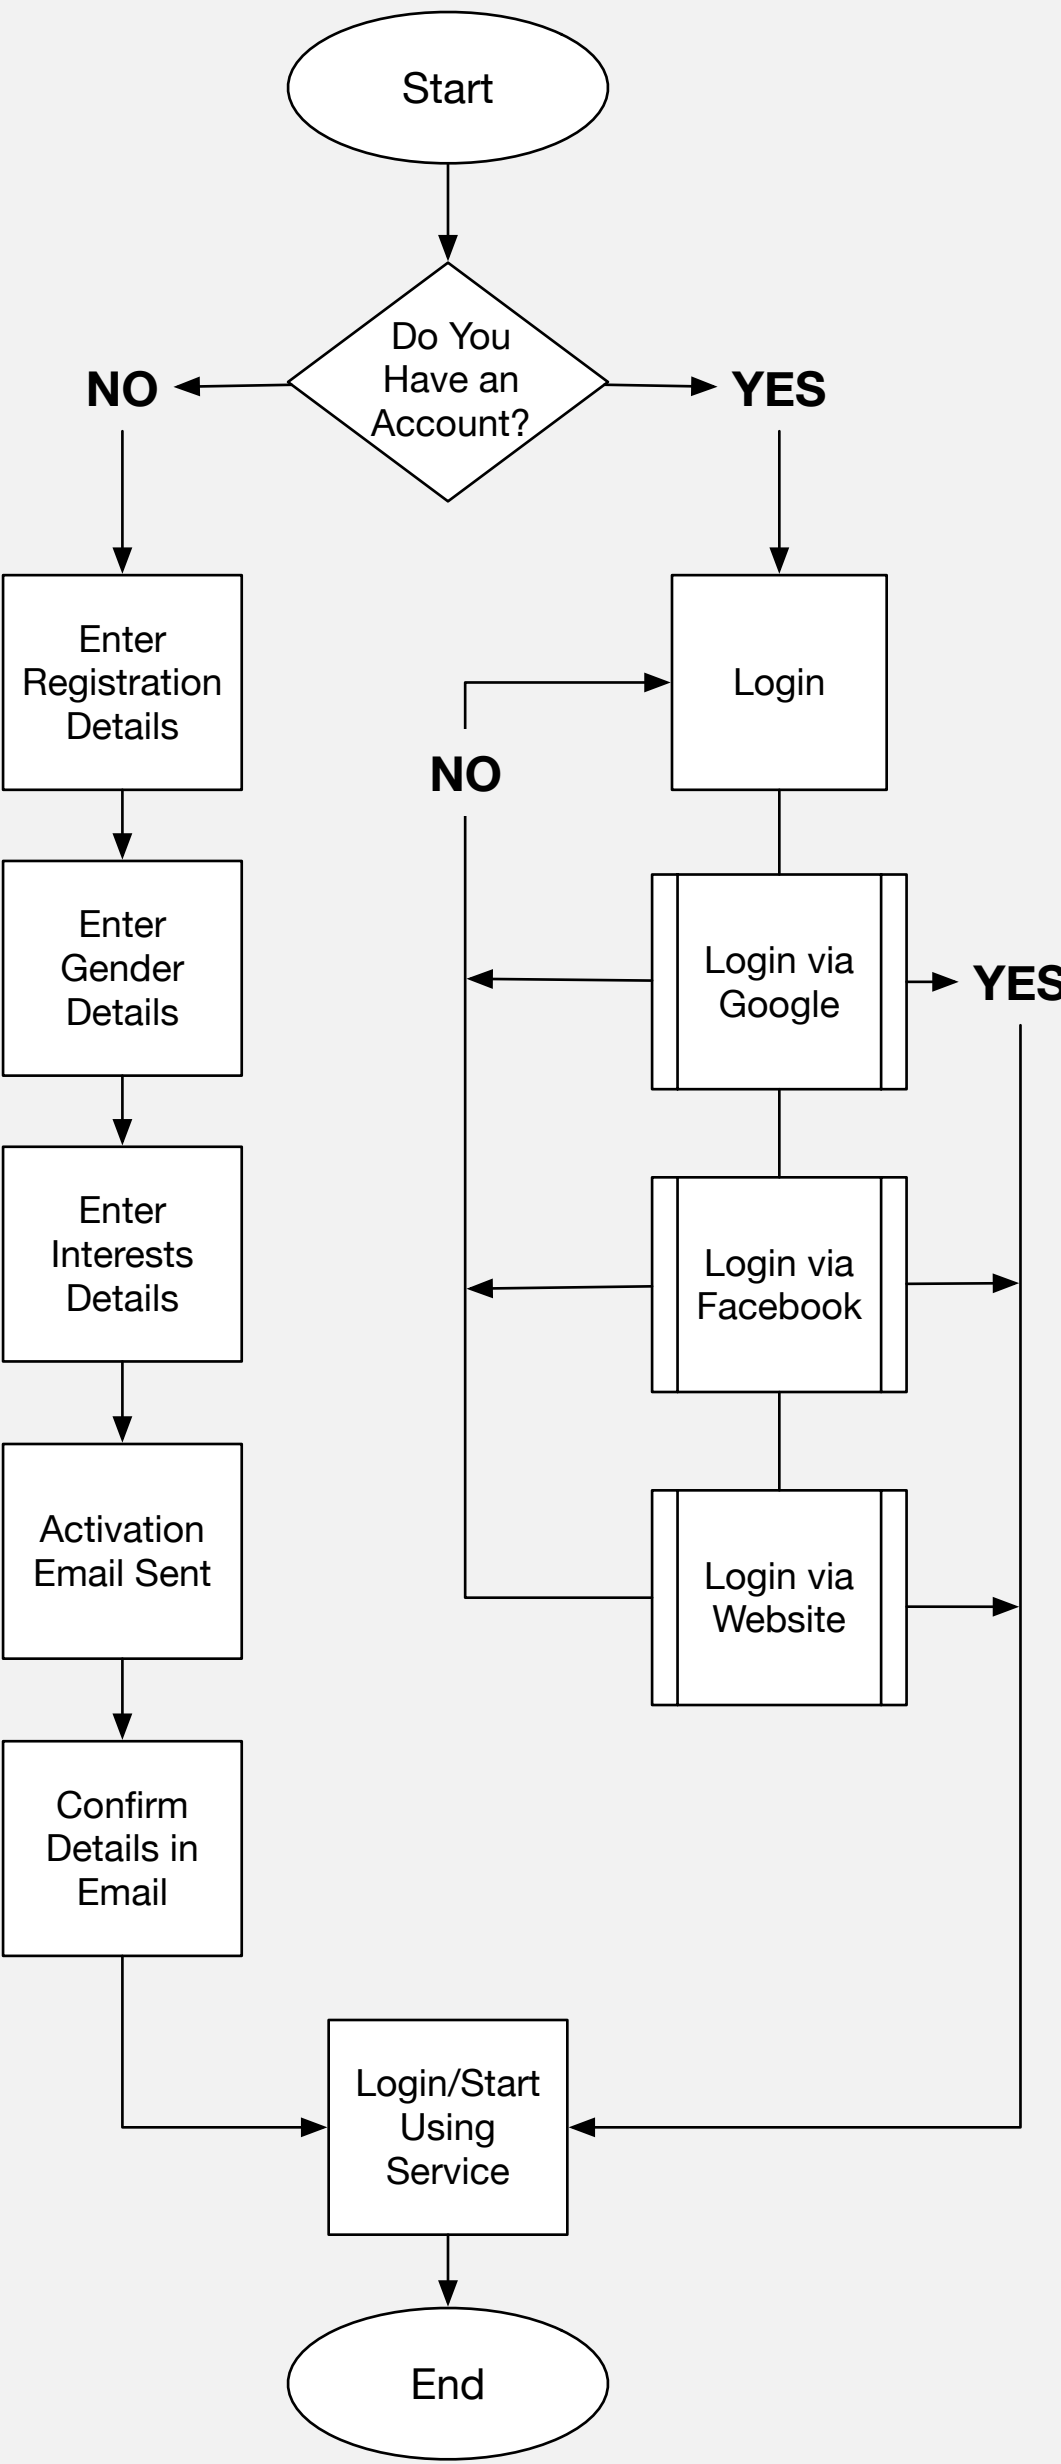 Start
Do You
Have an
Account?
NO
YES
Enter
Registration
Details
Login
NO
Enter
Gender
Details
Login via
Google
YES
Enter
Interests
Details
Login via
Facebook
Activation
Email Sent
Login via
Website
Confirm
Details in
Email
Login/Start
Using
Service
End